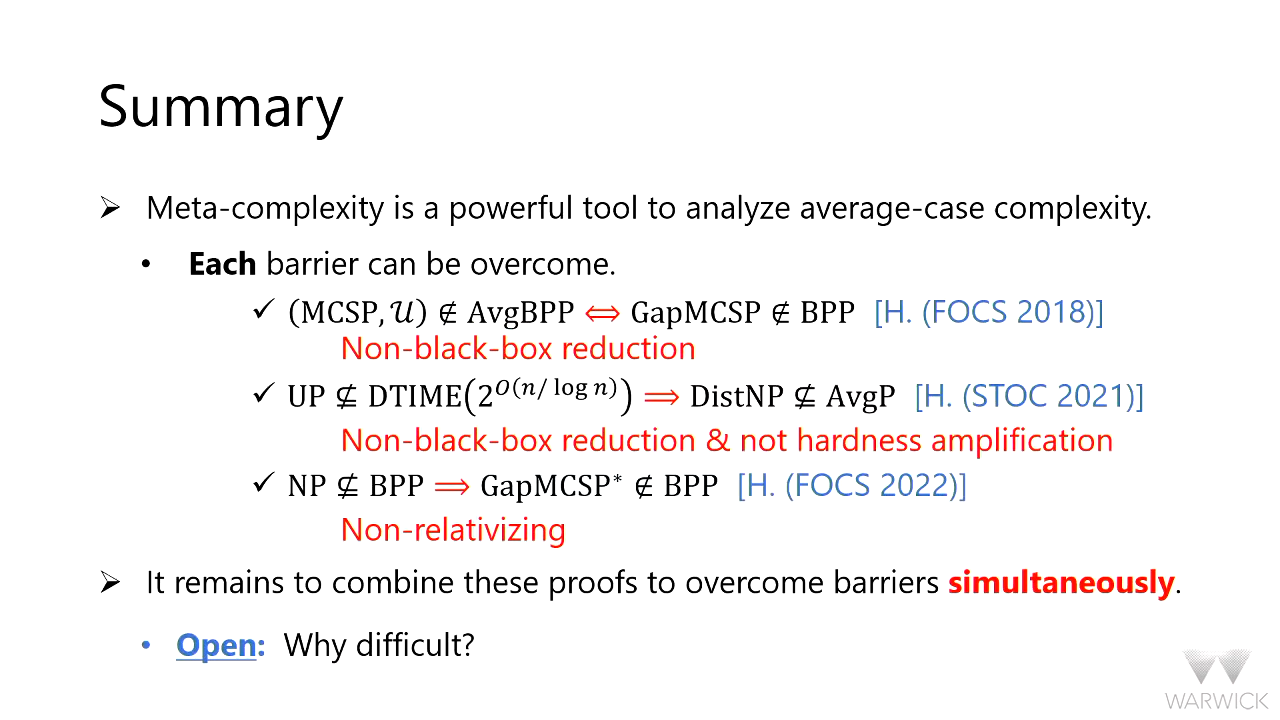 Summary
➢ Meta-complexity is a powerful tool to analyze average-case complexity.
• Each barrier can be overcome.
✓ (MCSP, 𝒰) ∉ AvgBPP ⟺ GapMCSP ∉ BPP [H. (FOCS 2018)]
Non-black-box reduction
✓ UP ⊈ DTIME(2^{O(n/ log n)}) ⟹ DistNP ⊈ AvgP [H. (STOC 2021)]
Non-black-box reduction & not hardness amplification
✓ NP ⊈ BPP ⟹ GapMCSP* ∉ BPP [H. (FOCS 2022)]
Non-relativizing
➢ It remains to combine these proofs to overcome barriers simultaneously.
• Open: Why difficult?
WARWICK